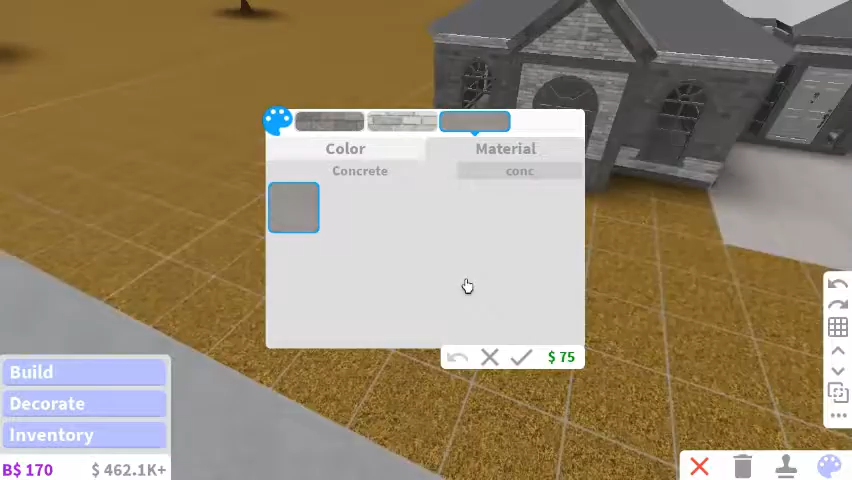 Color
Material
Concrete
conc
$ 75
Build
Decorate
Inventory
B$ 170
$ 462.1K+